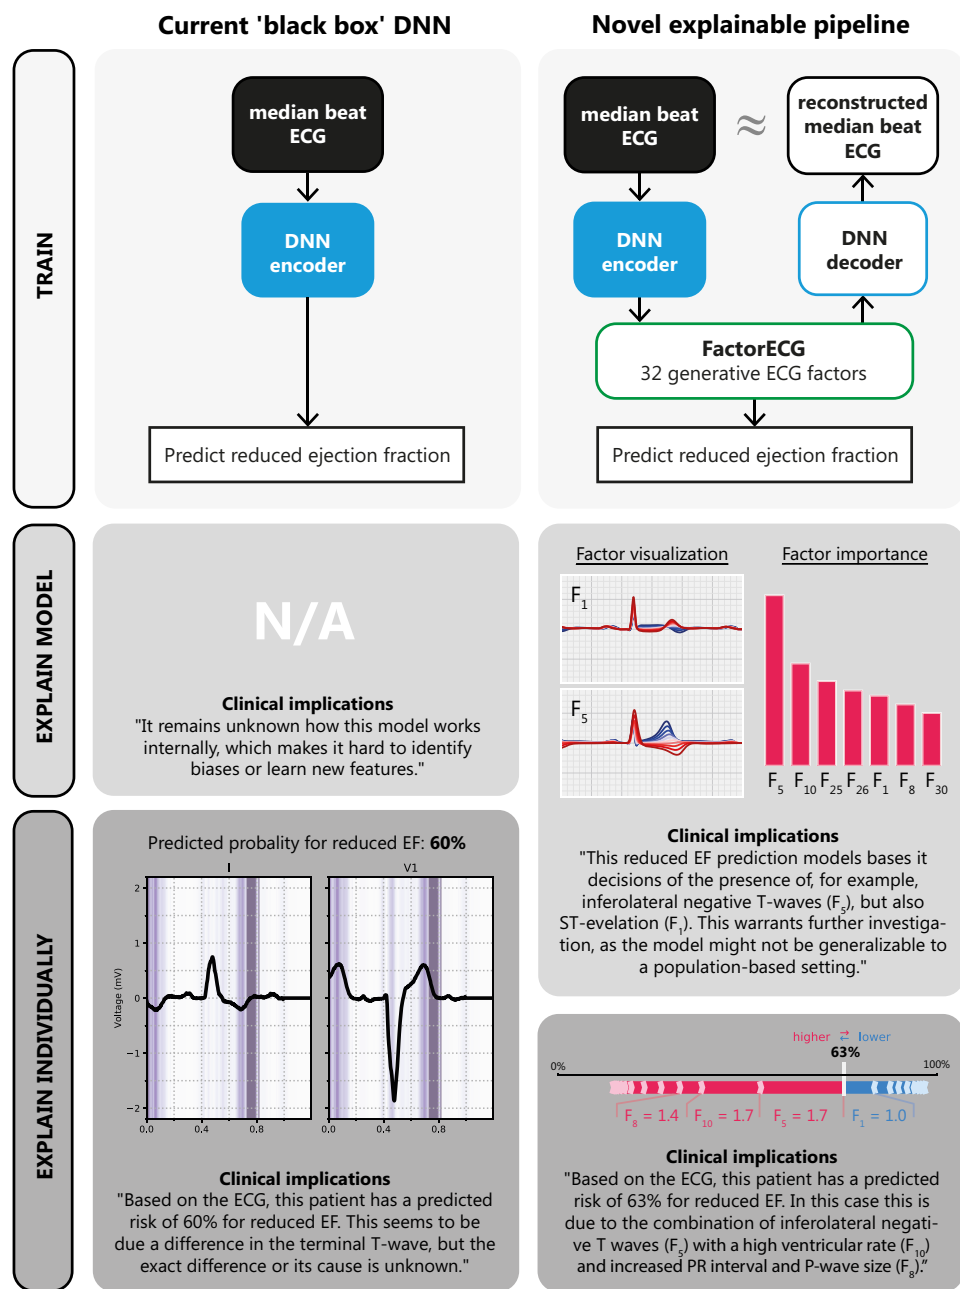 Current 'black box' DNN
Novel explainable pipeline
TRAIN
median beat
ECG
DNN
encoder
Predict reduced ejection fraction
median beat
ECG
≈
reconstructed
median beat
ECG
DNN
encoder
DNN
decoder
FactorECG
32 generative ECG factors
Predict reduced ejection fraction
EXPLAIN MODEL
N/A
Clinical implications
"It remains unknown how this model works
internally, which makes it hard to identify
biases or learn new features."
Factor visualization
Factor importance
F1
F5
F5 F10 F25 F26 F1 F8 F30
Clinical implications
"This reduced EF prediction models bases it
decisions of the presence of, for example,
inferolateral negative T-waves (F5), but also
ST-evelation (F1). This warrants further investiga-
tion, as the model might not be generalizable to
a population-based setting."
EXPLAIN INDIVIDUALLY
Predicted probality for reduced EF: 60%
I
V1
Voltage (mV)
2
1
0
−1
−2
0.0 0.4 0.8
0.0 0.4 0.8
Clinical implications
"Based on the ECG, this patient has a predicted
risk of 60% for reduced EF. This seems to be
due a difference in the terminal T-wave, but the
exact difference or its cause is unknown."
higher ⇄ lower
63%
0%
100%
F8 = 1.4 F10 = 1.7 F5 = 1.7 F1 = 1.0
Clinical implications
"Based on the ECG, this patient has a predicted
risk of 63% for reduced EF. In this case this is
due to the combination of inferolateral negati-
ve T waves (F5) with a high ventricular rate (F10)
and increased PR interval and P-wave size (F8)."